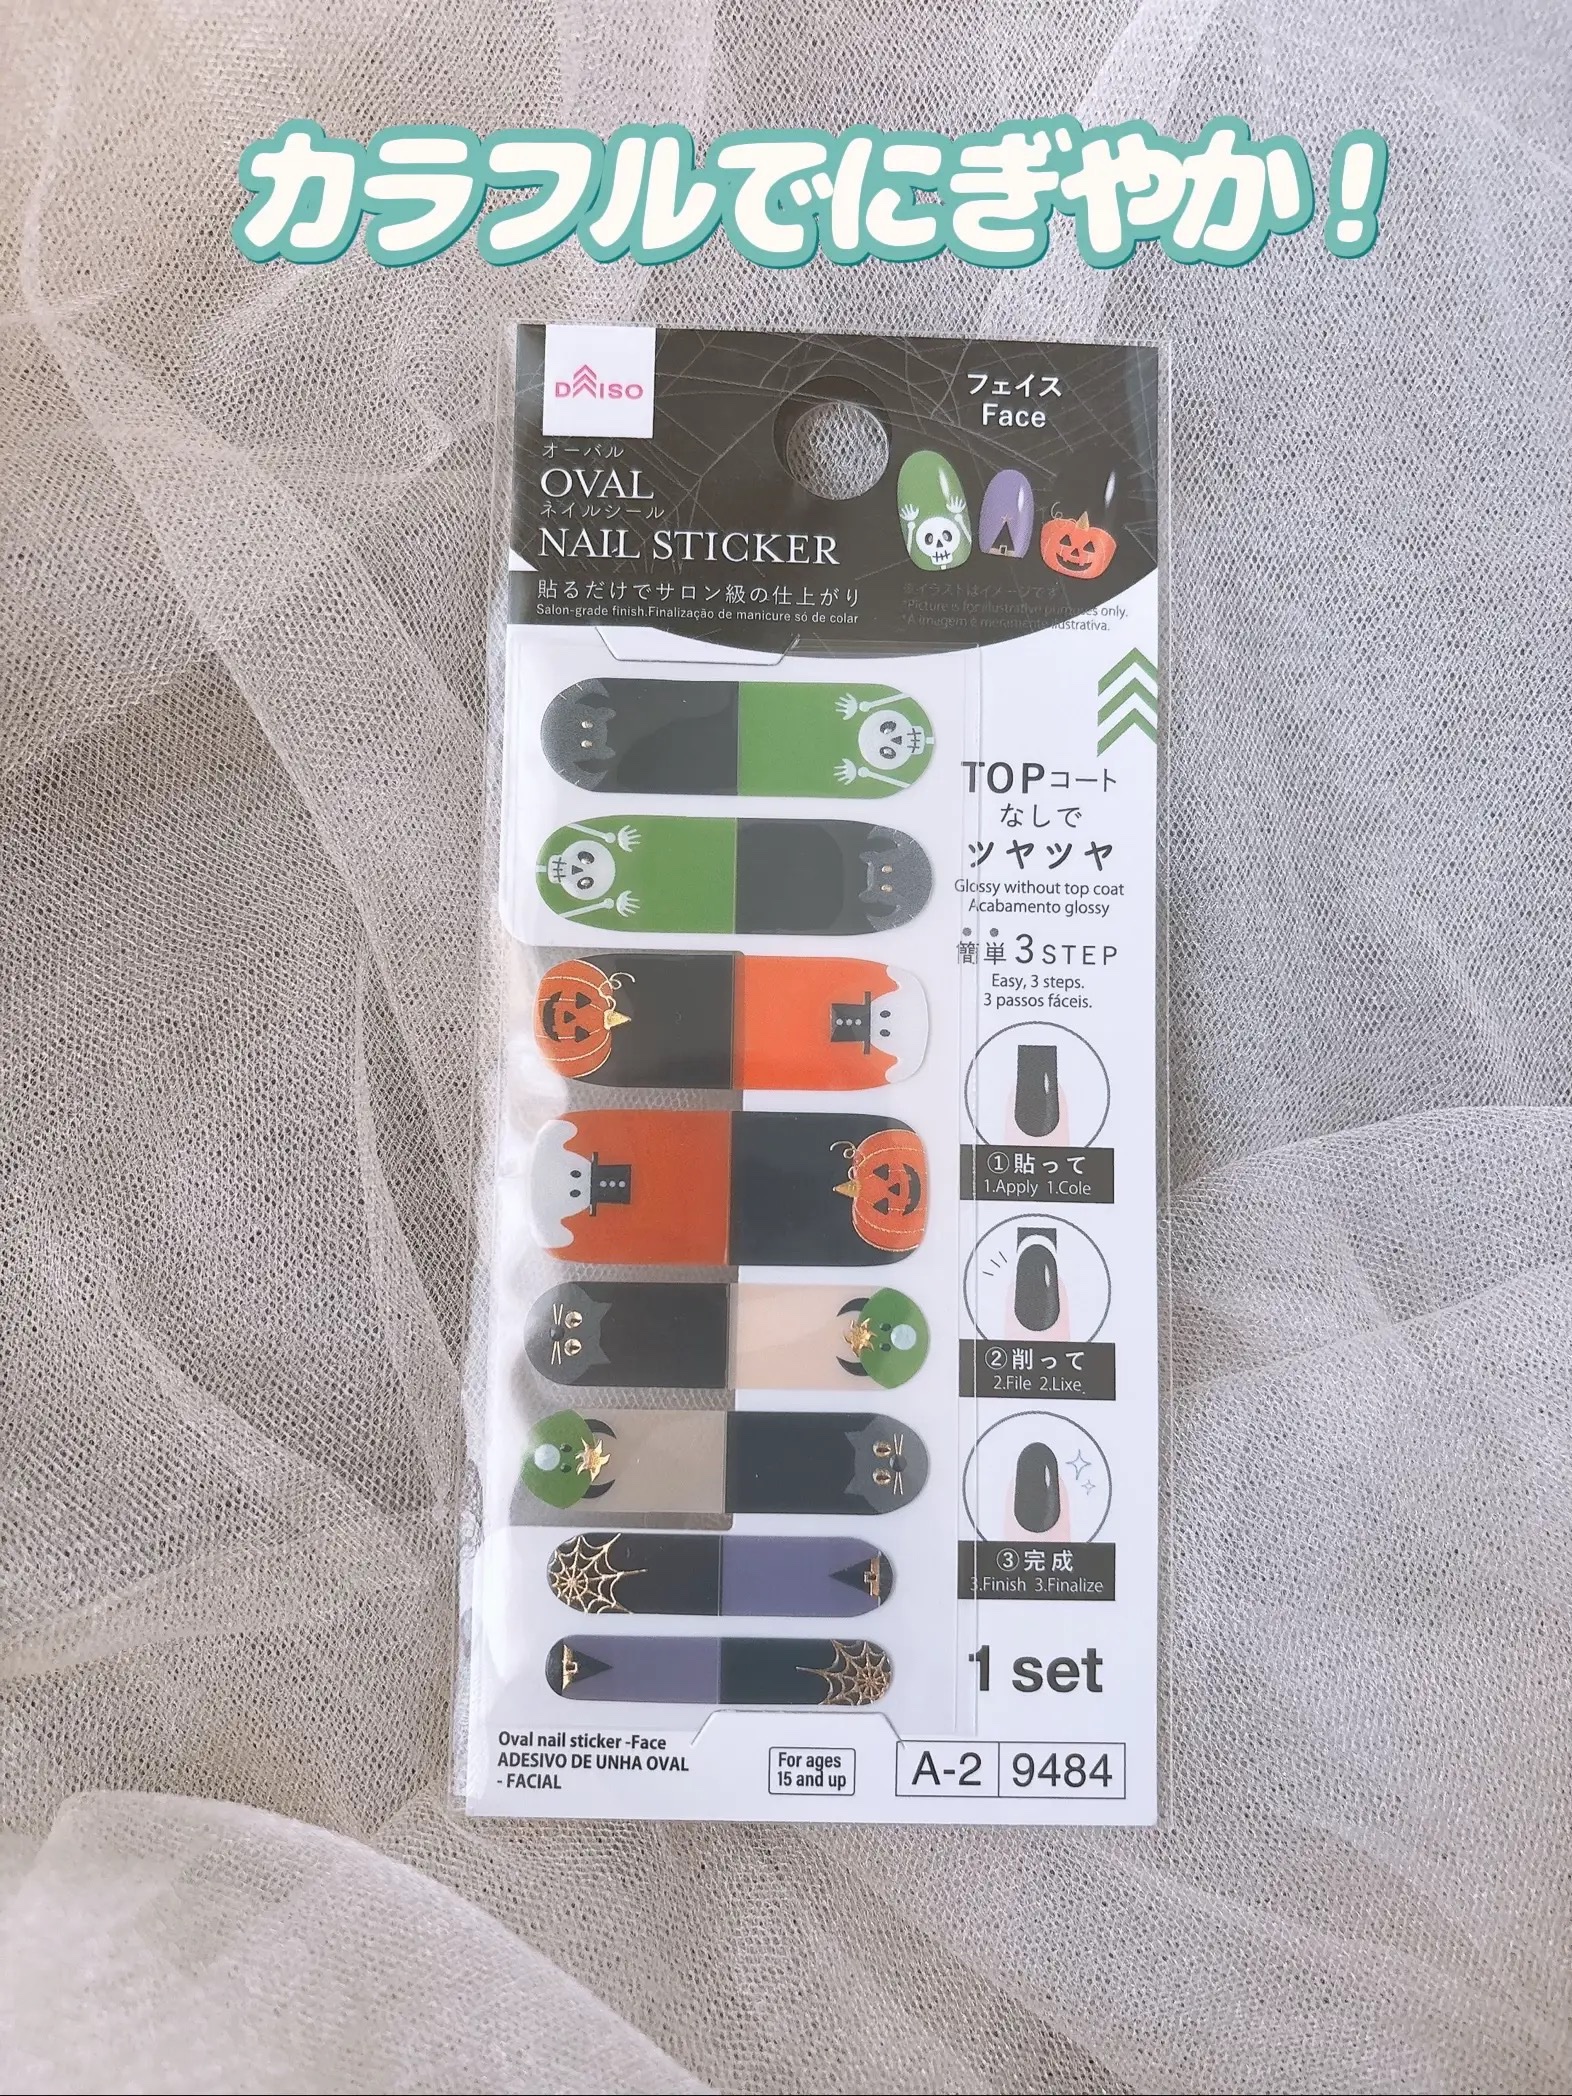 カラフルでにぎやか!
DAISO
フェイス
Face
オーバル
OVAL
ネイルシール
NAIL STICKER
貼るだけでサロン級の仕上がり
Salon-grade finish.Finalização de manicure só de colar
※イラストはイメージです
*Picture is for illustrative purposes only.
*A imagem é meramente ilustrativa.
TOPコート
なしで
ツヤツヤ
Glossy without top coat
Acabamento glossy
簡単3STEP
Easy, 3 steps.
3 passos fáceis.
①貼って
1.Apply 1.Cole
②削って
2.File 2.Lixe
③完成
3.Finish 3.Finalize
1 set
Oval nail sticker -Face
ADESIVO DE UNHA OVAL
- FACIAL
For ages
15 and up
A-2 9484